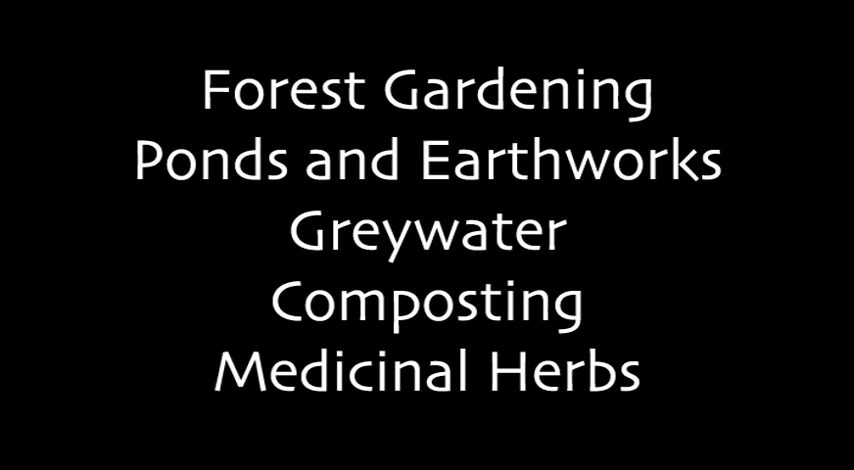 Forest Gardening
Ponds and Earthworks
Greywater
Composting
Medicinal Herbs